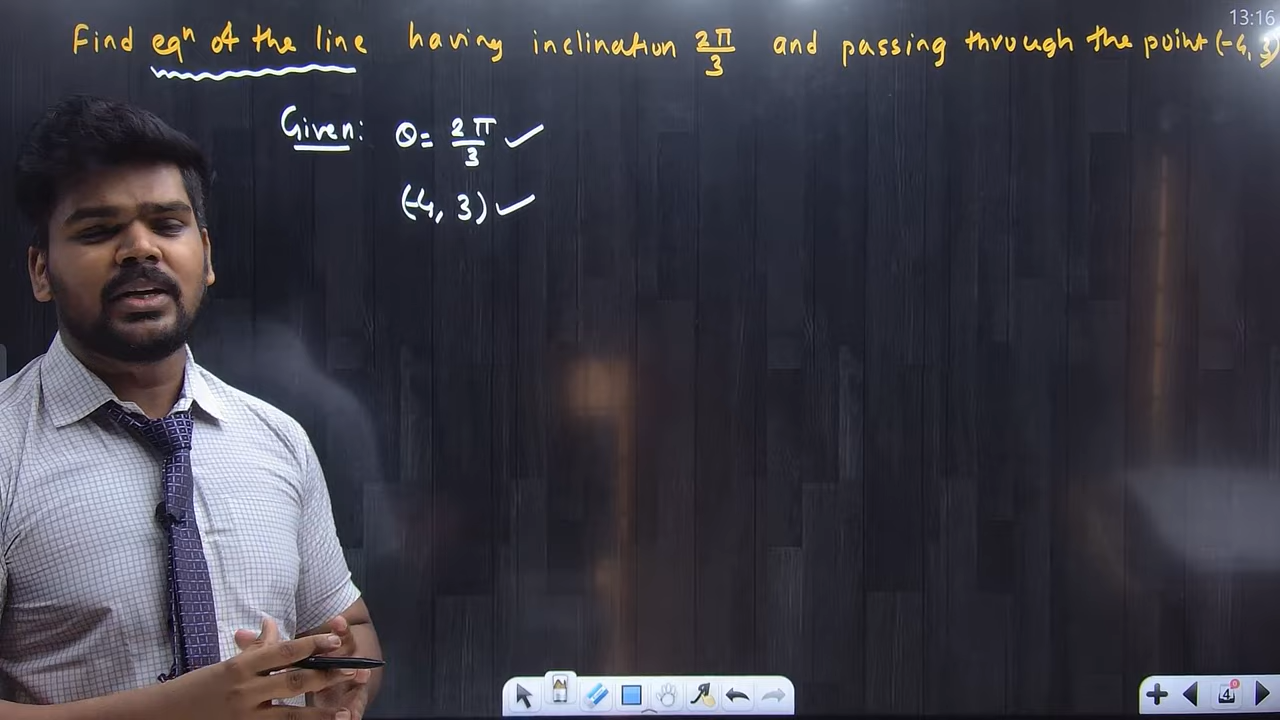 13:16
Find eqⁿ of the line having inclination 2π/3 and passing through the point (-4, 3)
Given: θ = 2π/3
(-4, 3)
4